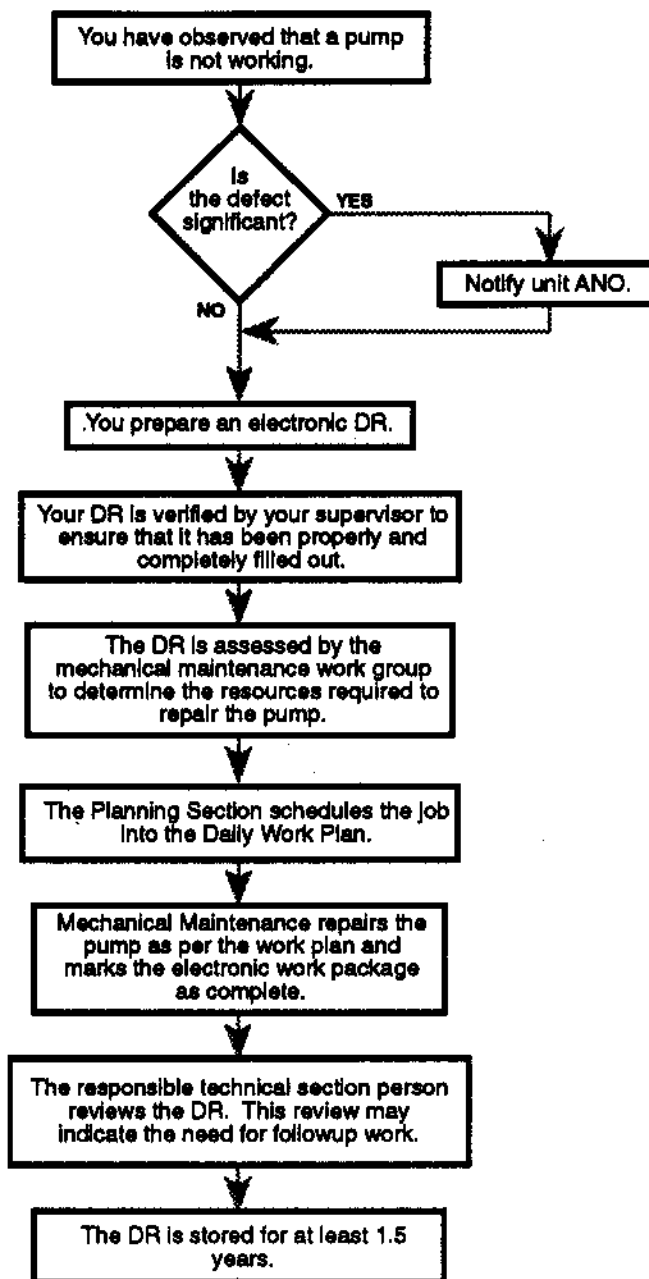 You have observed that a pump
is not working.
Is
the defect
significant?
YES
Notify unit ANO.
NO
.You prepare an electronic DR.
Your DR is verified by your supervisor to
ensure that it has been properly and
completely filled out.
The DR is assessed by the
mechanical maintenance work group
to determine the resources required to
repair the pump.
The Planning Section schedules the job
into the Daily Work Plan.
Mechanical Maintenance repairs the
pump as per the work plan and
marks the electronic work package
as complete.
The responsible technical section person
reviews the DR. This review may
indicate the need for followup work.
The DR is stored for at least 1.5
years.